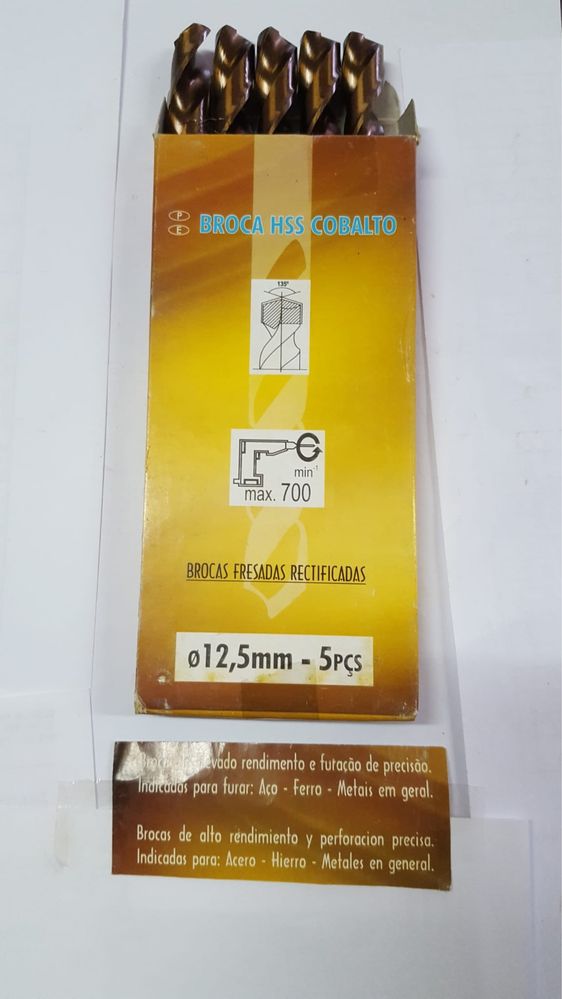 P
E
BROCA HSS COBALTO
135°
min⁻¹
max. 700
BROCAS FRESADAS RECTIFICADAS
ø12,5mm - 5PÇS
rendimento e futação de precisão.
Indicadas para furar: Aço - Ferro - Metais em geral.
Brocas de alto rendimiento y perforacion precisa.
Indicadas para: Acero - Hierro - Metales en general.